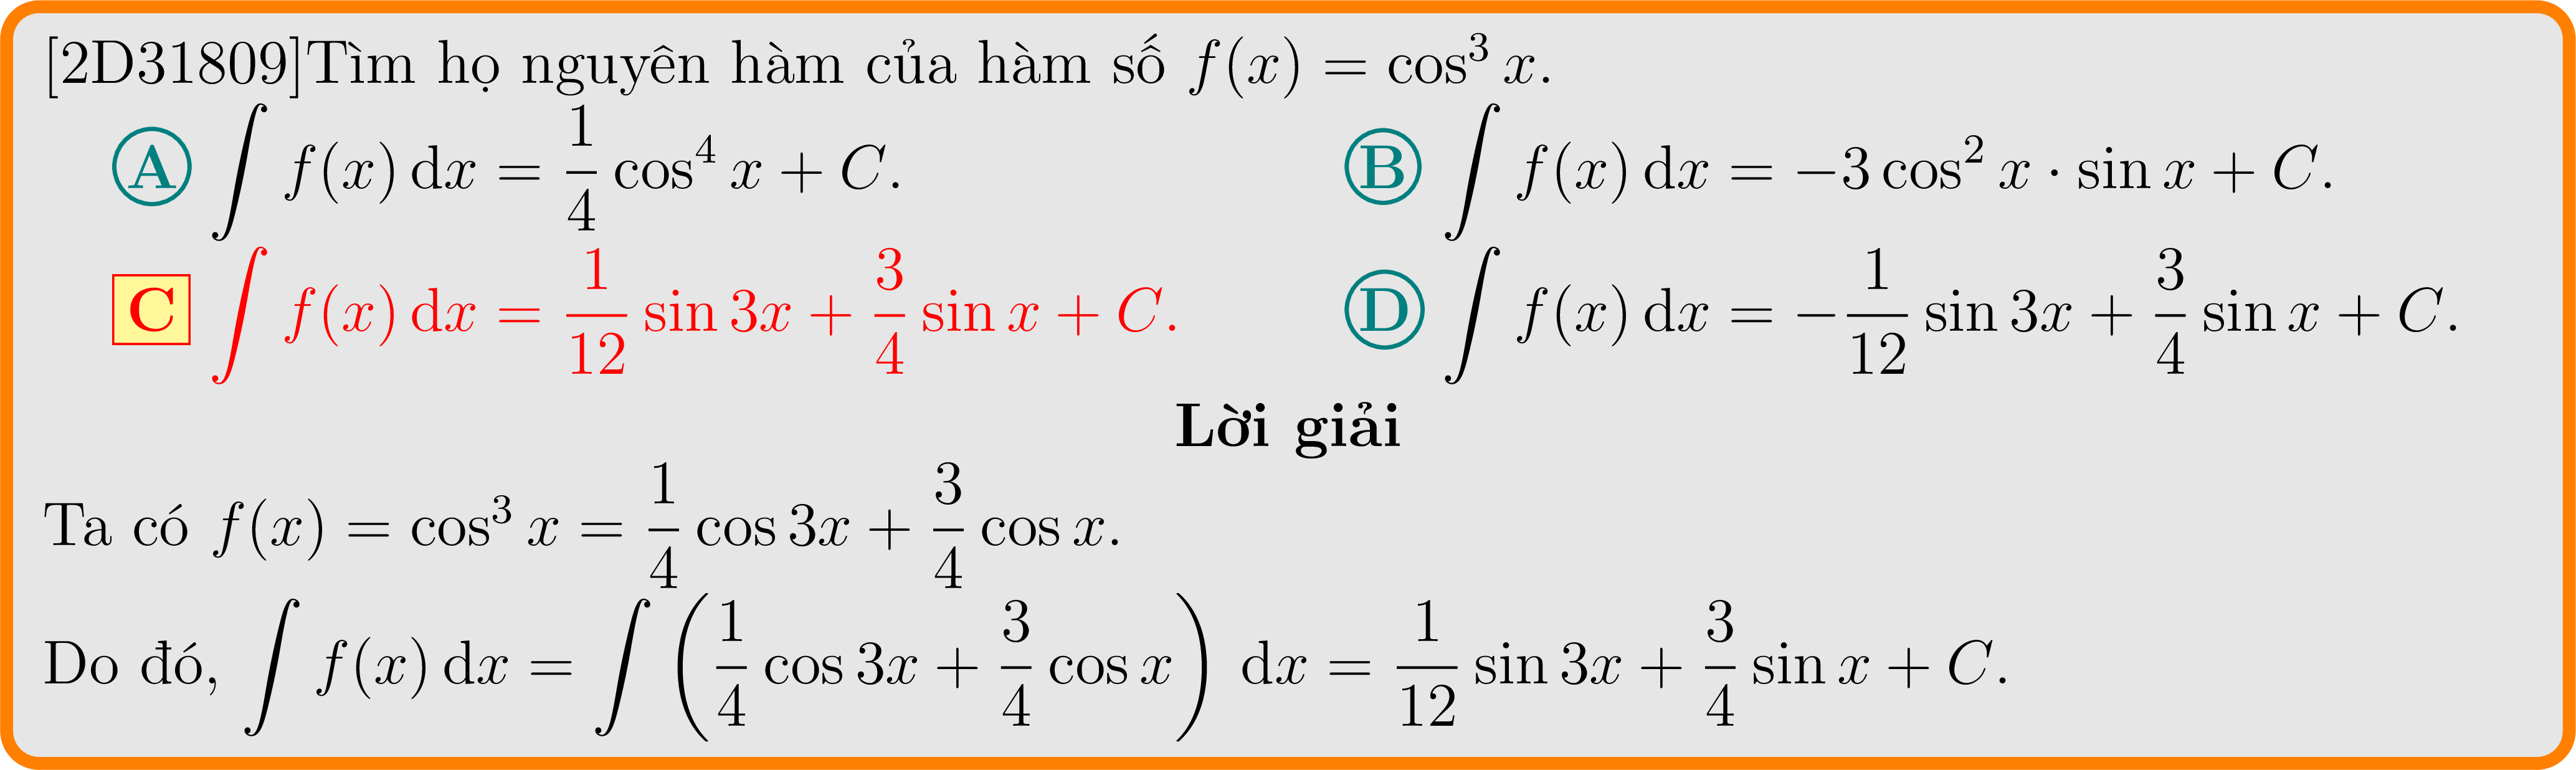 [2D31809]Tìm họ nguyên hàm của hàm số $f(x) = \cos^3 x$.
A $\int f(x)\,\mathrm{d}x = \frac{1}{4}\cos^4 x + C$. B $\int f(x)\,\mathrm{d}x = -3\cos^2 x \cdot \sin x + C$.
C $\int f(x)\,\mathrm{d}x = \frac{1}{12}\sin 3x + \frac{3}{4}\sin x + C$. D $\int f(x)\,\mathrm{d}x = -\frac{1}{12}\sin 3x + \frac{3}{4}\sin x + C$.
Lời giải
Ta có $f(x) = \cos^3 x = \frac{1}{4}\cos 3x + \frac{3}{4}\cos x$.
Do đó, $\int f(x)\,\mathrm{d}x = \int \left(\frac{1}{4}\cos 3x + \frac{3}{4}\cos x\right)\,\mathrm{d}x = \frac{1}{12}\sin 3x + \frac{3}{4}\sin x + C$.